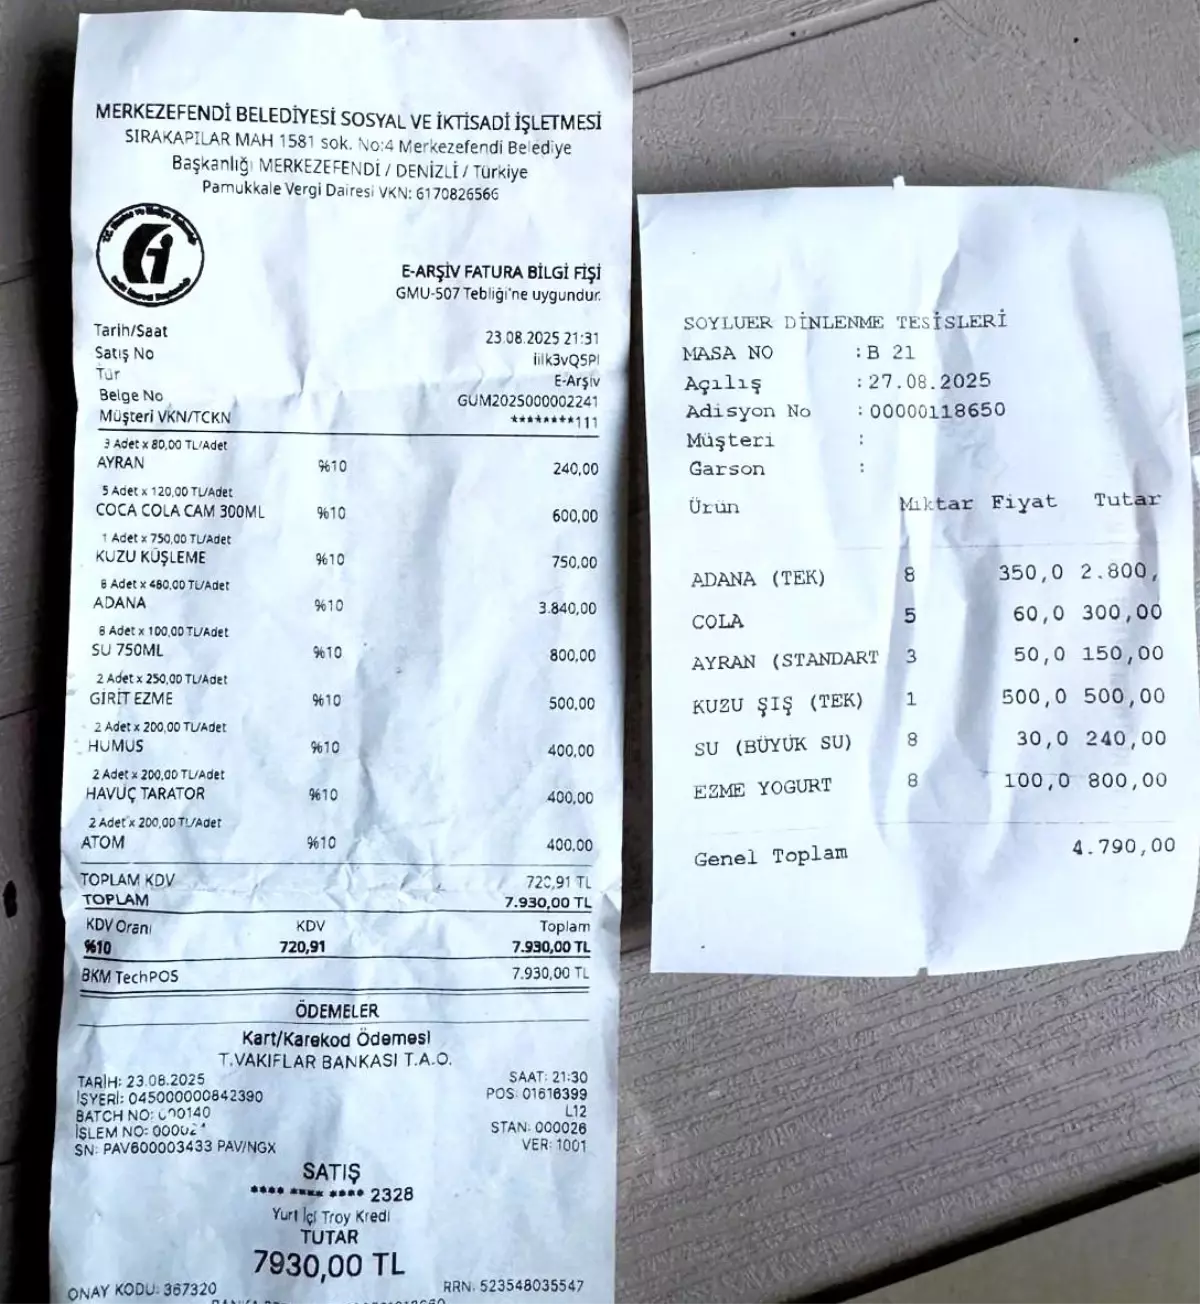 MERKEZEFENDİ BELEDİYESİ SOSYAL VE İKTİSADİ İŞLETMESİ
SIRAKAPILAR MAH 1581 sok. No:4 Merkezefendi Belediye
Başkanlığı MERKEZEFENDİ / DENİZLİ / Türkiye
Pamukkale Vergi Dairesi VKN: 6170826566
E-ARŞİV FATURA BİLGİ FİŞİ
GMU-507 Tebliği'ne uygundur.
Tarih/Saat 23.08.2025 21:31
Satış No iilk3vQ5Pl
Tür E-Arşiv
Belge No GUM2025000002241
Müşteri VKN/TCKN ********111
3 Adet x 80,00 TL/Adet
AYRAN %10 240,00
5 Adet x 120,00 TL/Adet
COCA COLA CAM 300ML %10 600,00
1 Adet x 750,00 TL/Adet
KUZU KÜŞLEME %10 750,00
8 Adet x 480,00 TL/Adet
ADANA %10 3.840,00
8 Adet x 100,00 TL/Adet
SU 750ML %10 800,00
2 Adet x 250,00 TL/Adet
GİRİT EZME %10 500,00
2 Adet x 200,00 TL/Adet
HUMUS %10 400,00
2 Adet x 200,00 TL/Adet
HAVUÇ TARATOR %10 400,00
2 Adet x 200,00 TL/Adet
ATOM %10 400,00
TOPLAM KDV 720,91 TL
TOPLAM 7.930,00 TL
KDV Oranı KDV Toplam
%10 720,91 7.930,00 TL
BKM TechPOS 7.930,00 TL
ÖDEMELER
Kart/Karekod Ödemesi
T.VAKIFLAR BANKASI T.A.O.
TARİH: 23.08.2025 SAAT: 21:30
İŞYERİ: 045000000842390 POS: 01616399
BATCH NO: 000140 L12
İŞLEM NO: STAN: 000026
SN: PAV600003433 PAV/NGX VER: 1001
SATIŞ
**** **** **** 2328
Yurt İçi Troy Kredi
TUTAR
7930,00 TL
ONAY KODU: 367320 RRN: 523548035547
SOYLUER DİNLENME TESİSLERİ
MASA NO :B 21
Açılış :27.08.2025
Adisyon No :00000118650
Müşteri :
Garson :
Ürün Miktar Fiyat Tutar
ADANA (TEK) 8 350,0 2.800,
COLA 5 60,0 300,00
AYRAN (STANDART 3 50,0 150,00
KUZU ŞIŞ (TEK) 1 500,0 500,00
SU (BÜYÜK SU) 8 30,0 240,00
EZME YOGURT 8 100,0 800,00
Genel Toplam 4.790,00